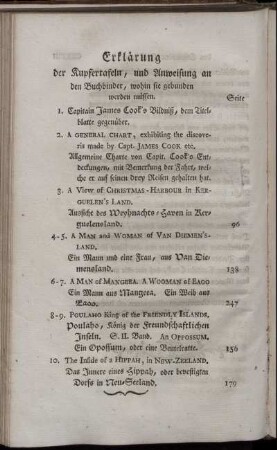 Erklärung
der Kupfertafeln, und Anweisung an
den Buchbinder, wohin sie gebunden
werden müssen.
Seite
1. Capitain James Cook's Bildniß, dem Titel-
blatte gegenüber.
2. A GENERAL CHART, exhibiting the discove-
ris made by Capt. JAMES COOK etc.
Allgemeine Charte von Capit. Cook's Ent-
deckungen, mit Bemerkung der Fahrt, wel-
che er auf seinen drey Reisen gehalten hat.
3. A View of CHRISTMAS-HARBOUR in KER-
GUELEN'S LAND.
Aussicht des Weyhnachts-Haven in Ker-
guelensland. 96
4-5. A MAN and WOMAN OF VAN DIEMEN'S-
LAND.
Ein Mann und eine Frau, aus Van Die-
mensland. 138
6-7. A MAN OF MANGEEA. A WOOMAN of EAOO
Ein Mann aus Mangeea. Ein Weib aus
Eaoo. 247
8-9. POULAHO KING of the FRIENDLY ISLANDS.
Poulaho, König der Freundschaftlichen
Inseln. S. II. Band. An OPPOSSUM.
Ein Opossum, oder eine Beutelratte. 156
10. The Inside of a HIPPAH, in NEW-ZEELAND.
Das Innere eines Hippah, oder bevestigten
Dorfs in Neu-Seeland. 170